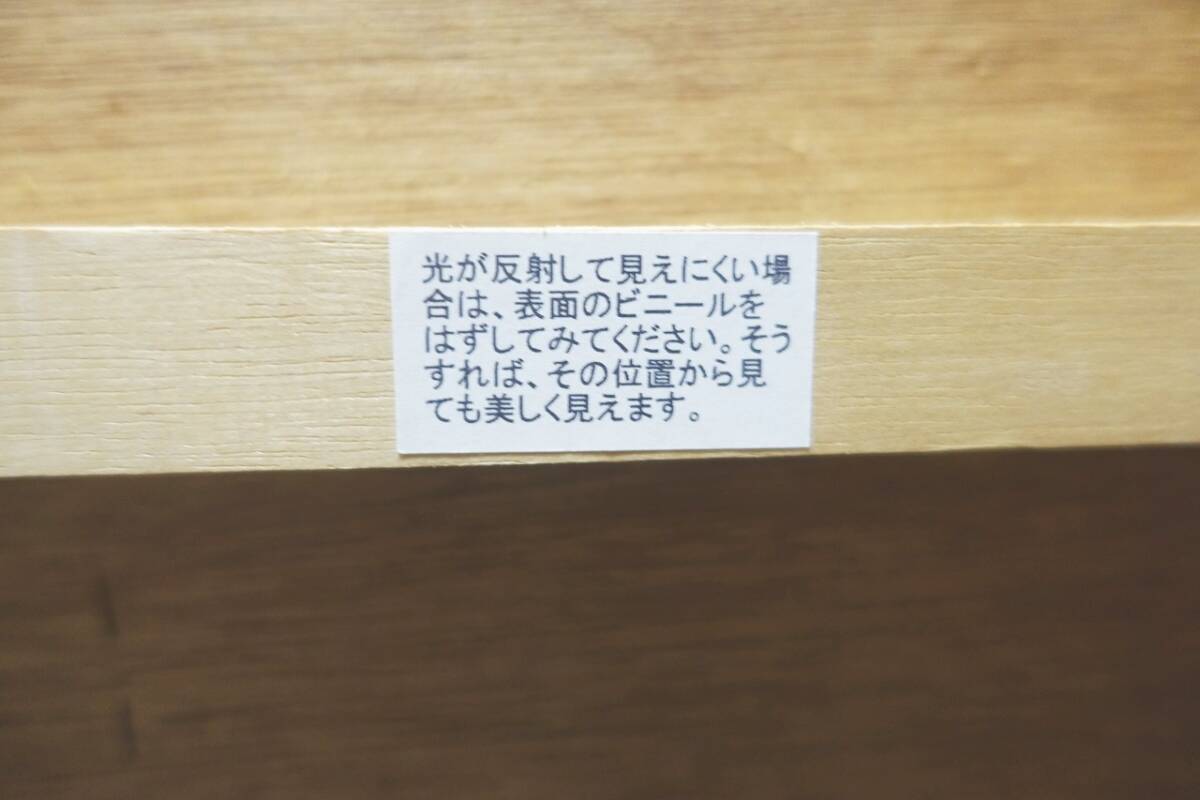 光が反射して見えにくい場
合は、表面のビニールを
はずしてみてください。そう
すれば、その位置から見
ても美しく見えます。